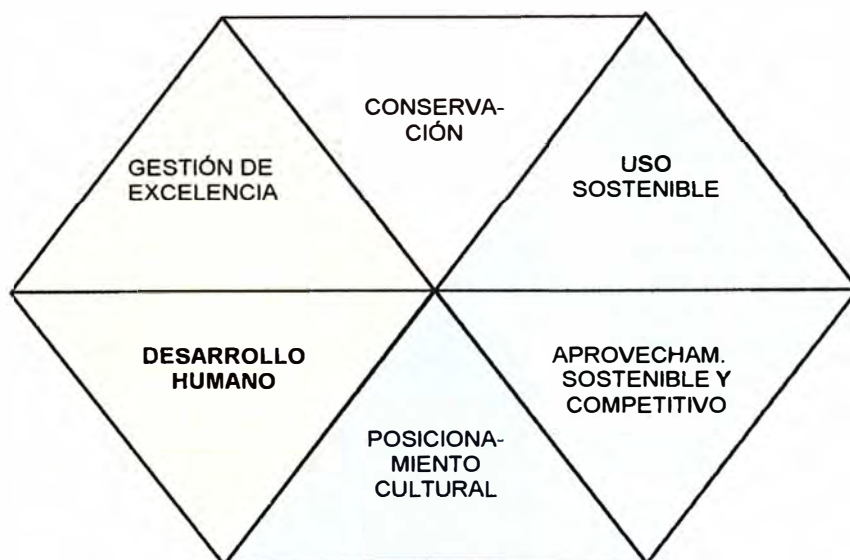 CONSERVA-
CIÓN
GESTIÓN DE
EXCELENCIA
USO
SOSTENIBLE
DESARROLLO
HUMANO
APROVECHAM.
SOSTENIBLE Y
COMPETITIVO
POSICIONA-
MIENTO
CULTURAL